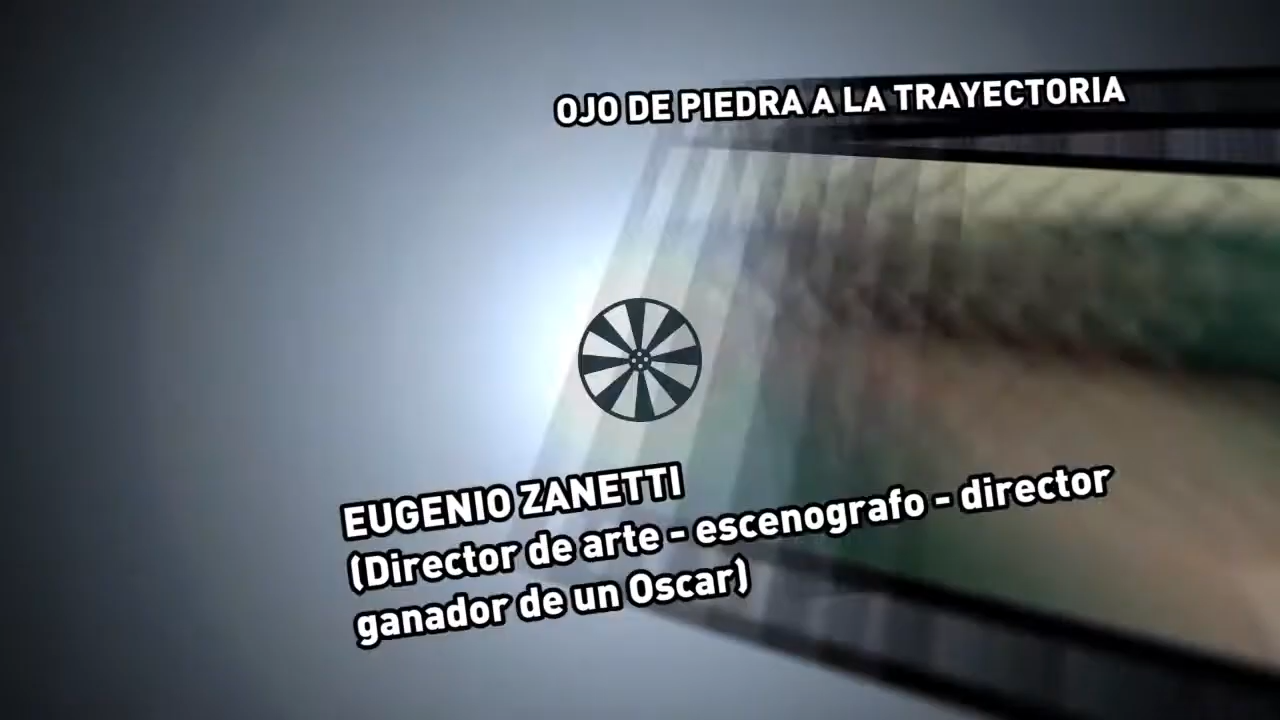 OJO DE PIEDRA A LA TRAYECTORIA
EUGENIO ZANETTI
(Director de arte - escenografo - director
ganador de un Oscar)